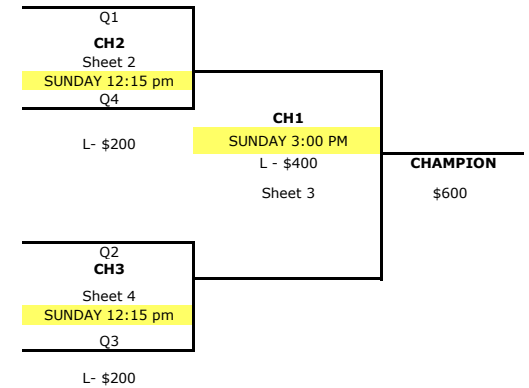 Q1
CH2
Sheet 2
SUNDAY 12:15 pm
Q4
L- $200
CH1
SUNDAY 3:00 PM
L - $400
Sheet 3
CHAMPION
$600
Q2
CH3
Sheet 4
SUNDAY 12:15 pm
Q3
L- $200